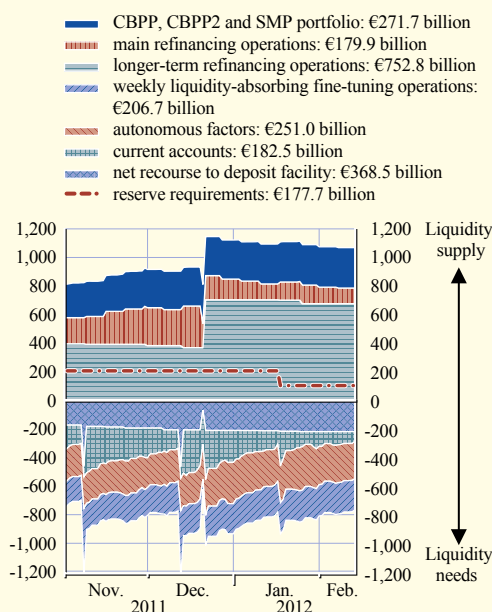 CBPP, CBPP2 and SMP portfolio: €271.7 billion
main refinancing operations: €179.9 billion
longer-term refinancing operations: €752.8 billion
weekly liquidity-absorbing fine-tuning operations:
€206.7 billion
autonomous factors: €251.0 billion
current accounts: €182.5 billion
net recourse to deposit facility: €368.5 billion
reserve requirements: €177.7 billion
1,200 1,200 Liquidity
1,000 1,000 supply
800 800
600 600
400 400
200 200
0 0
-200 -200
-400 -400
-600 -600
-800 -800
-1,000 -1,000 Liquidity
-1,200 -1,200 needs
Nov. Dec. Jan. Feb.
2011 2012